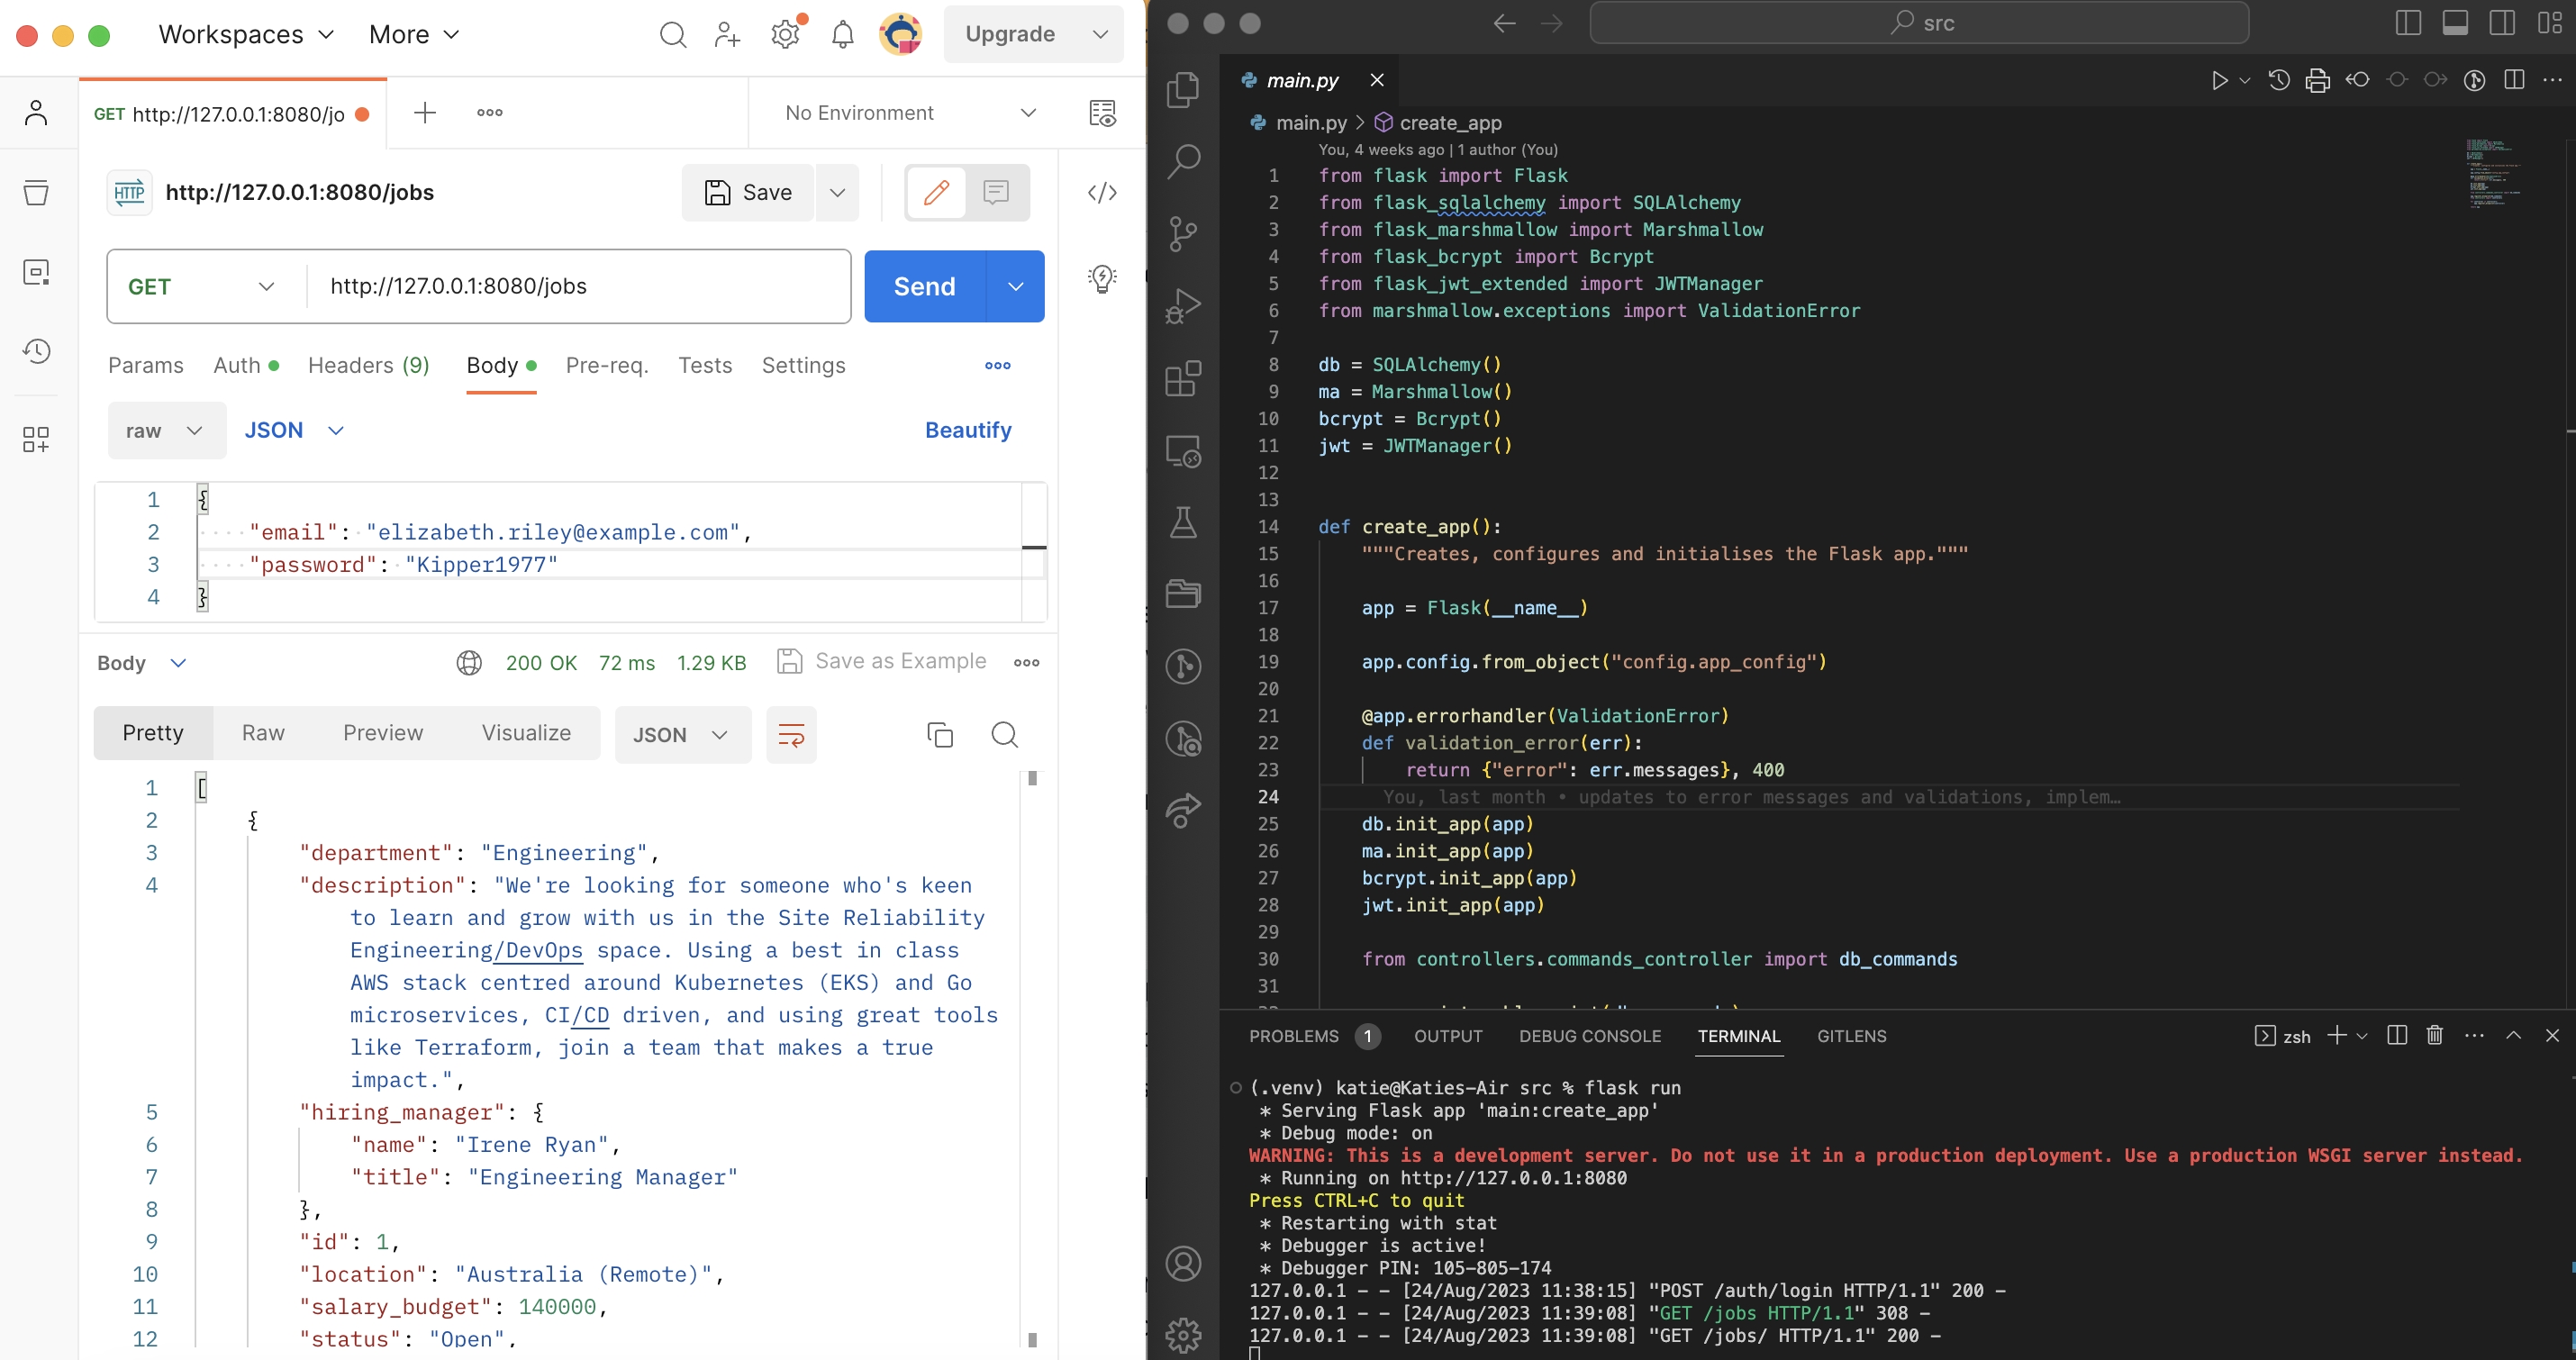 Workspaces More Upgrade
GET http://127.0.0.1:8080/jo No Environment
HTTP http://127.0.0.1:8080/jobs Save
GET http://127.0.0.1:8080/jobs Send
Params Auth Headers (9) Body Pre-req. Tests Settings
raw JSON Beautify
1 {
2 "email": "elizabeth.riley@example.com",
3 "password": "Kipper1977"
4 }
Body 200 OK 72 ms 1.29 KB Save as Example
Pretty Raw Preview Visualize JSON
1 [
2 {
3 "department": "Engineering",
4 "description": "We're looking for someone who's keen
to learn and grow with us in the Site Reliability
Engineering/DevOps space. Using a best in class
AWS stack centred around Kubernetes (EKS) and Go
microservices, CI/CD driven, and using great tools
like Terraform, join a team that makes a true
impact.",
5 "hiring_manager": {
6 "name": "Irene Ryan",
7 "title": "Engineering Manager"
8 },
9 "id": 1,
10 "location": "Australia (Remote)",
11 "salary_budget": 140000,
12 "status": "Open",
src
main.py
main.py > create_app
You, 4 weeks ago | 1 author (You)
1 from flask import Flask
2 from flask_sqlalchemy import SQLAlchemy
3 from flask_marshmallow import Marshmallow
4 from flask_bcrypt import Bcrypt
5 from flask_jwt_extended import JWTManager
6 from marshmallow.exceptions import ValidationError
7
8 db = SQLAlchemy()
9 ma = Marshmallow()
10 bcrypt = Bcrypt()
11 jwt = JWTManager()
12
13
14 def create_app():
15 """Creates, configures and initialises the Flask app."""
16
17 app = Flask(__name__)
18
19 app.config.from_object("config.app_config")
20
21 @app.errorhandler(ValidationError)
22 def validation_error(err):
23 return {"error": err.messages}, 400
24 You, last month • updates to error messages and validations, implem…
25 db.init_app(app)
26 ma.init_app(app)
27 bcrypt.init_app(app)
28 jwt.init_app(app)
29
30 from controllers.commands_controller import db_commands
31
PROBLEMS 1 OUTPUT DEBUG CONSOLE TERMINAL GITLENS zsh
(.venv) katie@Katies-Air src % flask run
* Serving Flask app 'main:create_app'
* Debug mode: on
WARNING: This is a development server. Do not use it in a production deployment. Use a production WSGI server instead.
* Running on http://127.0.0.1:8080
Press CTRL+C to quit
* Restarting with stat
* Debugger is active!
* Debugger PIN: 105-805-174
127.0.0.1 - - [24/Aug/2023 11:38:15] "POST /auth/login HTTP/1.1" 200 -
127.0.0.1 - - [24/Aug/2023 11:39:08] "GET /jobs HTTP/1.1" 308 -
127.0.0.1 - - [24/Aug/2023 11:39:08] "GET /jobs/ HTTP/1.1" 200 -